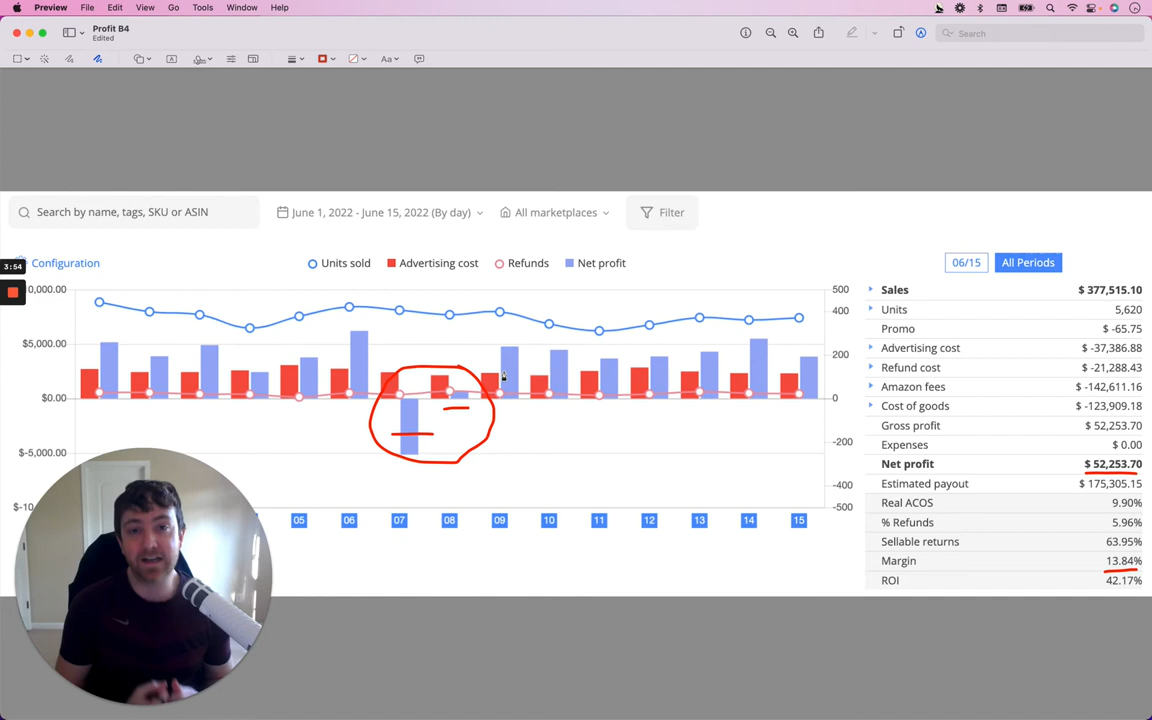 Preview File Edit View Go Tools Window Help
Profit B4
Edited
Search
Aa
Search by name, tags, SKU or ASIN
June 1, 2022 - June 15, 2022 (By day)
All marketplaces
Filter
3:54
Configuration
Units sold Advertising cost Refunds Net profit
06/15 All Periods
0,000.00
$5,000.00
$0.00
$-5,000.00
$-10
500
400
200
0
-200
-400
-500
05 06 07 08 09 10 11 12 13 14 15
Sales $ 377,515.10
Units 5,620
Promo $ -65.75
Advertising cost $ -37,386.88
Refund cost $ -21,288.43
Amazon fees $ -142,611.16
Cost of goods $ -123,909.18
Gross profit $ 52,253.70
Expenses $ 0.00
Net profit $ 52,253.70
Estimated payout $ 175,305.15
Real ACOS 9.90%
% Refunds 5.96%
Sellable returns 63.95%
Margin 13.84%
ROI 42.17%